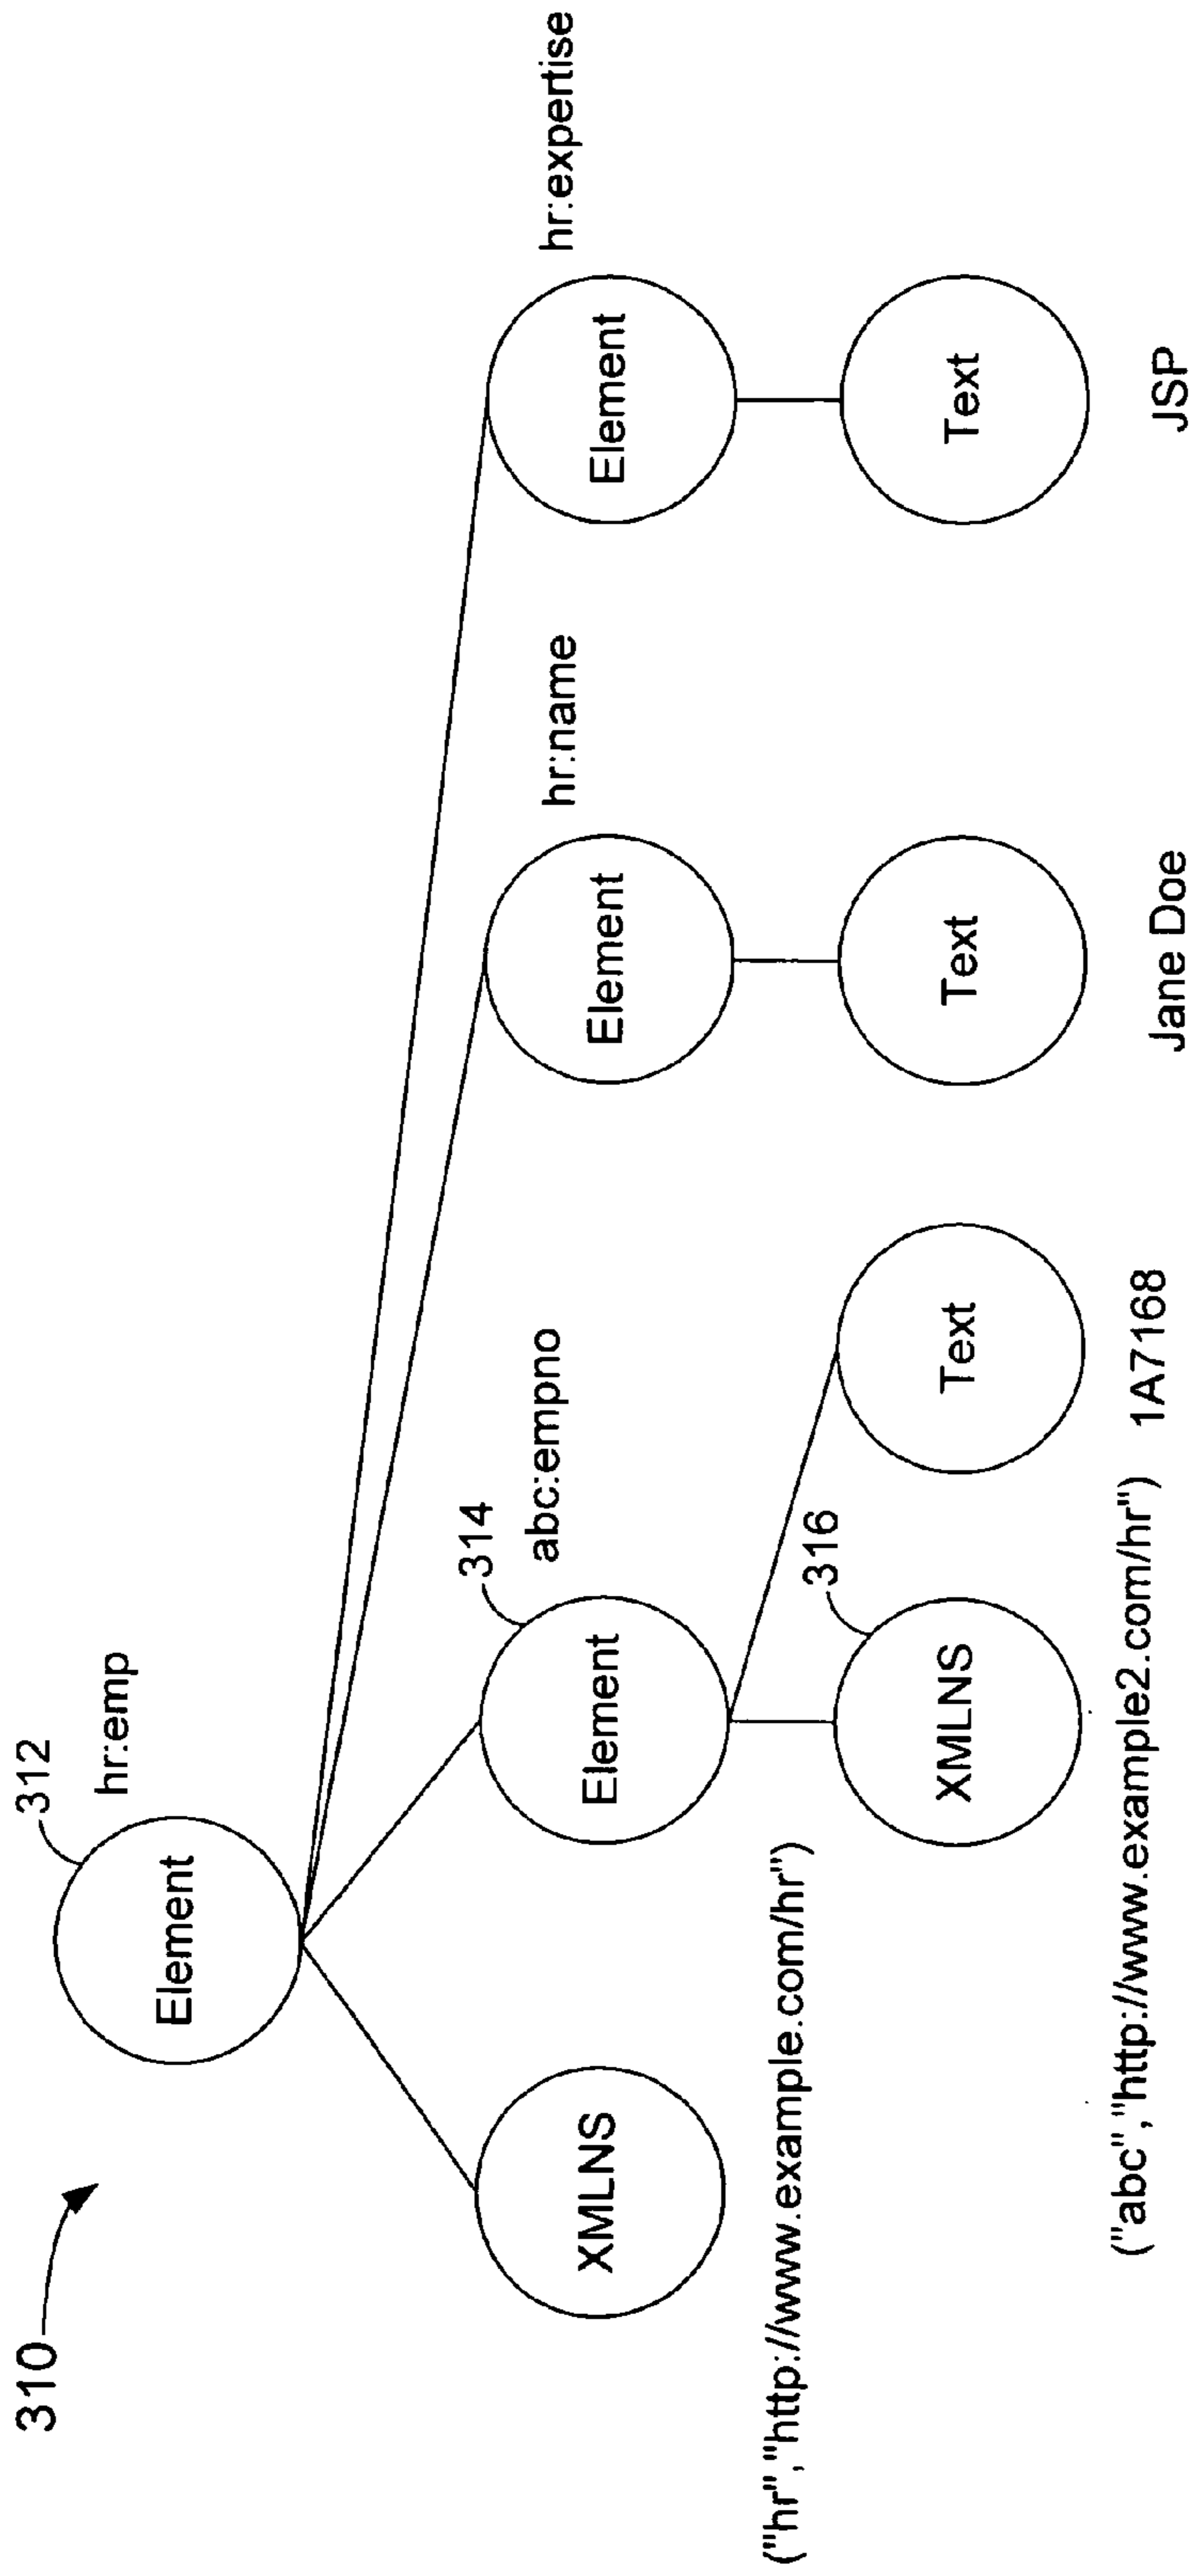 310
312
hr:emp
Element
314
abc:empno
hr:name
hr:expertise
XMLNS
Element
Element
Element
("hr","http://www.example.com/hr")
316
XMLNS
Text
Text
Text
("abc","http://www.example2.com/hr")
1A7168
Jane Doe
JSP